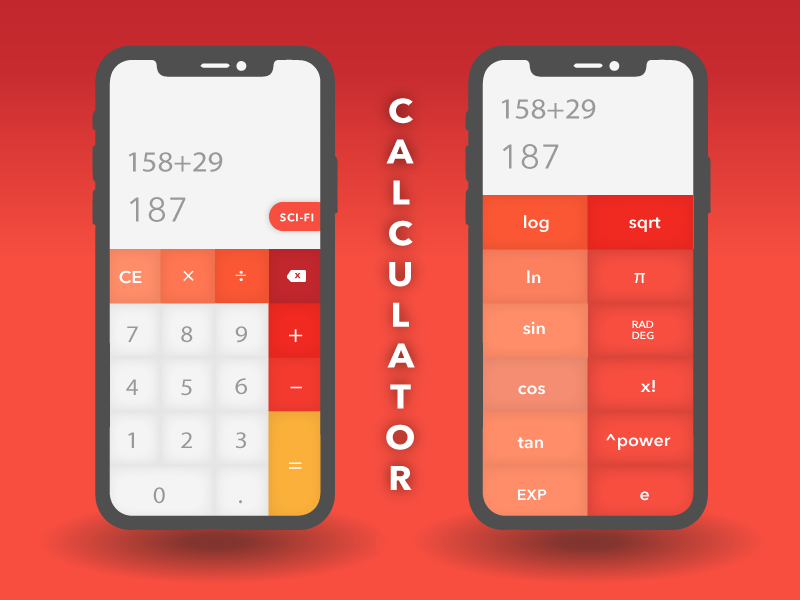 158+29
187
SCI-FI
CE × ÷ x
7 8 9 +
4 5 6 −
1 2 3 =
0 .
CALCULATOR
158+29
187
log sqrt
ln π
sin RAD
DEG
cos x!
tan ^power
EXP e